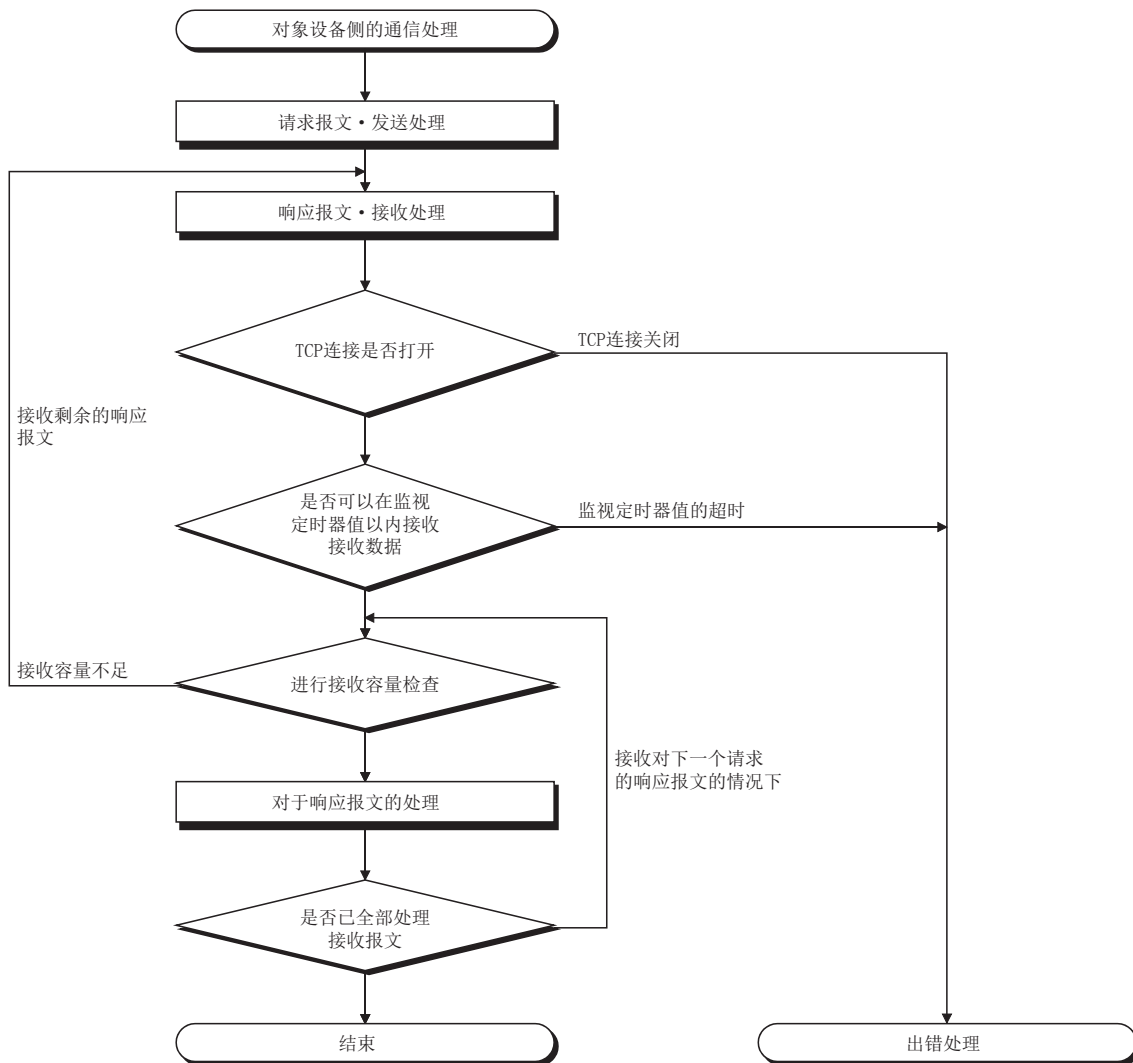 对象设备侧的通信处理
请求报文·发送处理
响应报文·接收处理
TCP连接是否打开
TCP连接关闭
接收剩余的响应
报文
是否可以在监视
定时器值以内接收
接收数据
监视定时器值的超时
接收容量不足
进行接收容量检查
接收对下一个请求
的响应报文的情况下
对于响应报文的处理
是否已全部处理
接收报文
结束
出错处理